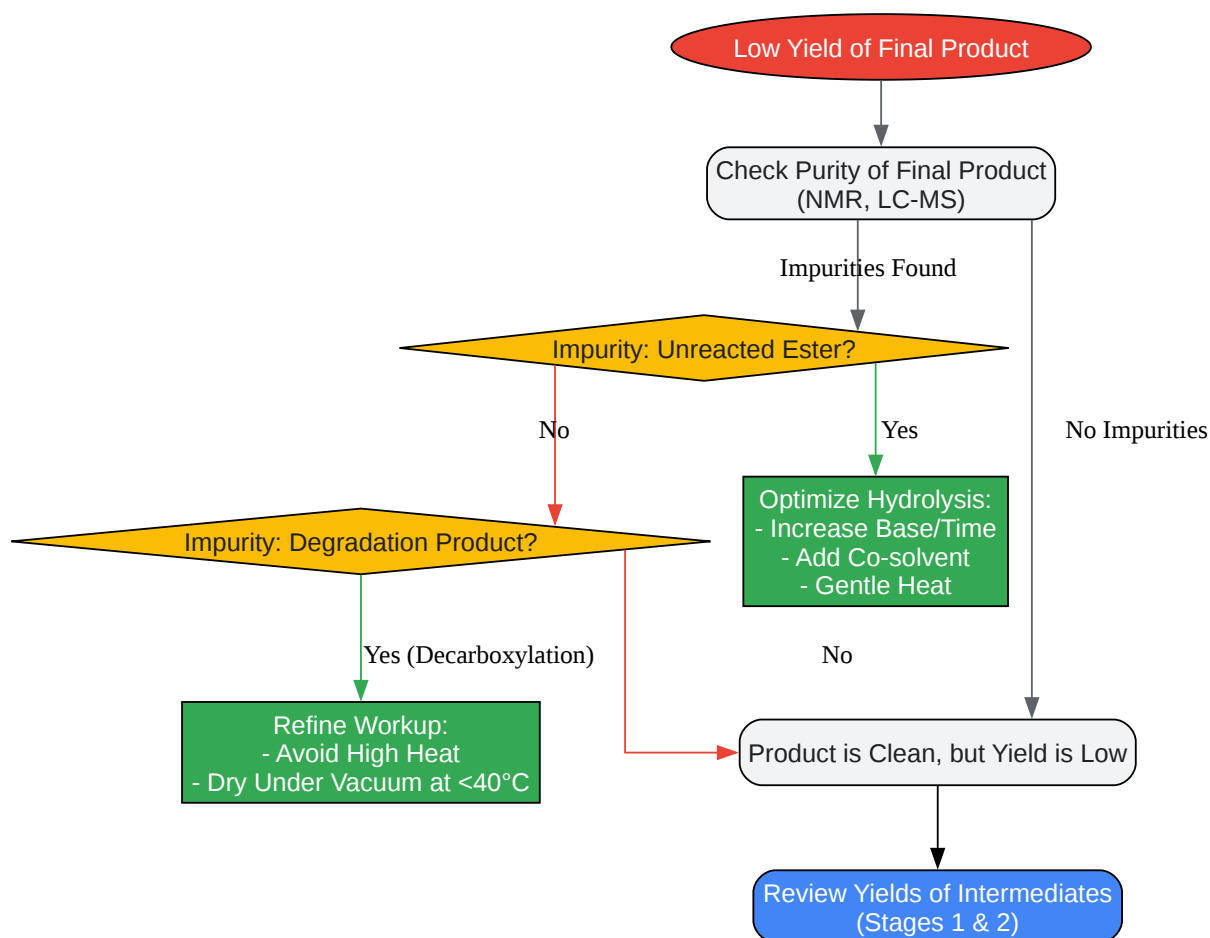 Low Yield of Final Product
Check Purity of Final Product
(NMR, LC-MS)
Impurities Found
Impurity: Unreacted Ester?
No
Yes
No Impurities
Optimize Hydrolysis:
- Increase Base/Time
- Add Co-solvent
- Gentle Heat
Impurity: Degradation Product?
Yes (Decarboxylation)
No
Refine Workup:
- Avoid High Heat
- Dry Under Vacuum at <40°C
Product is Clean, but Yield is Low
Review Yields of Intermediates
(Stages 1 & 2)